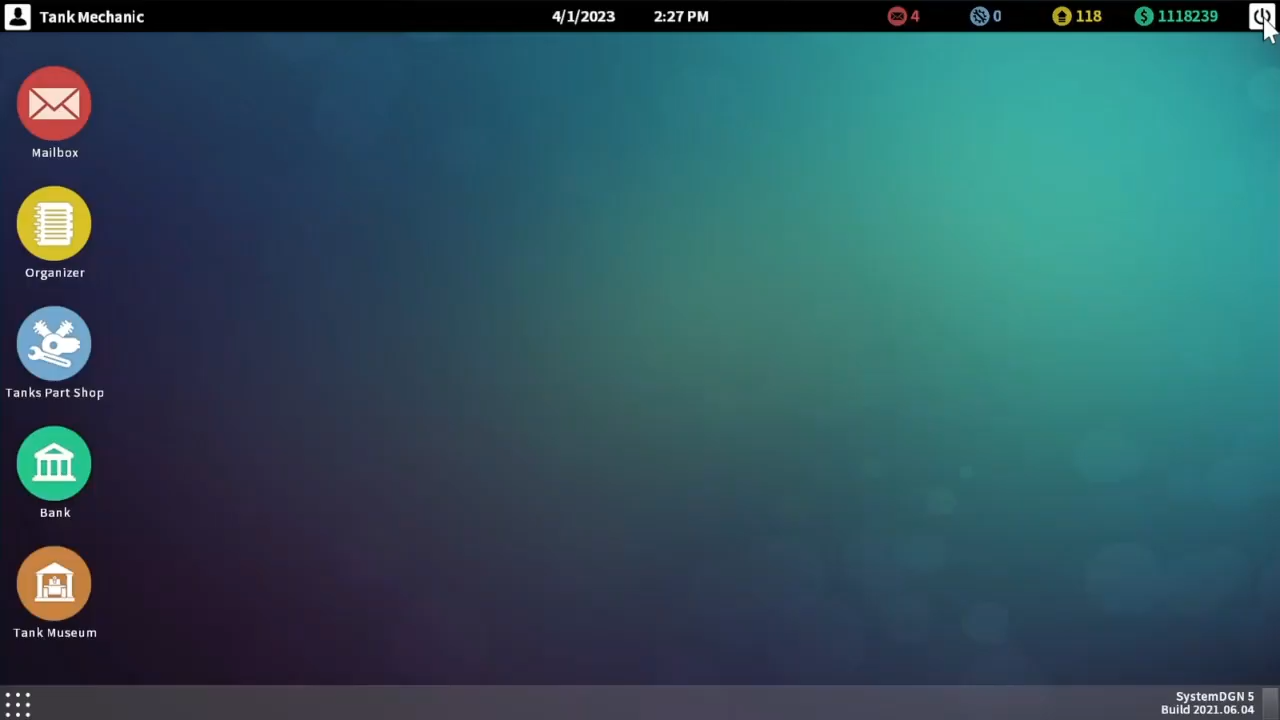 Tank Mechanic 4/1/2023 2:27 PM 4 0 118 1118239
Mailbox
Organizer
Tanks Part Shop
Bank
Tank Museum
SystemDGN 5
Build 2021.06.04